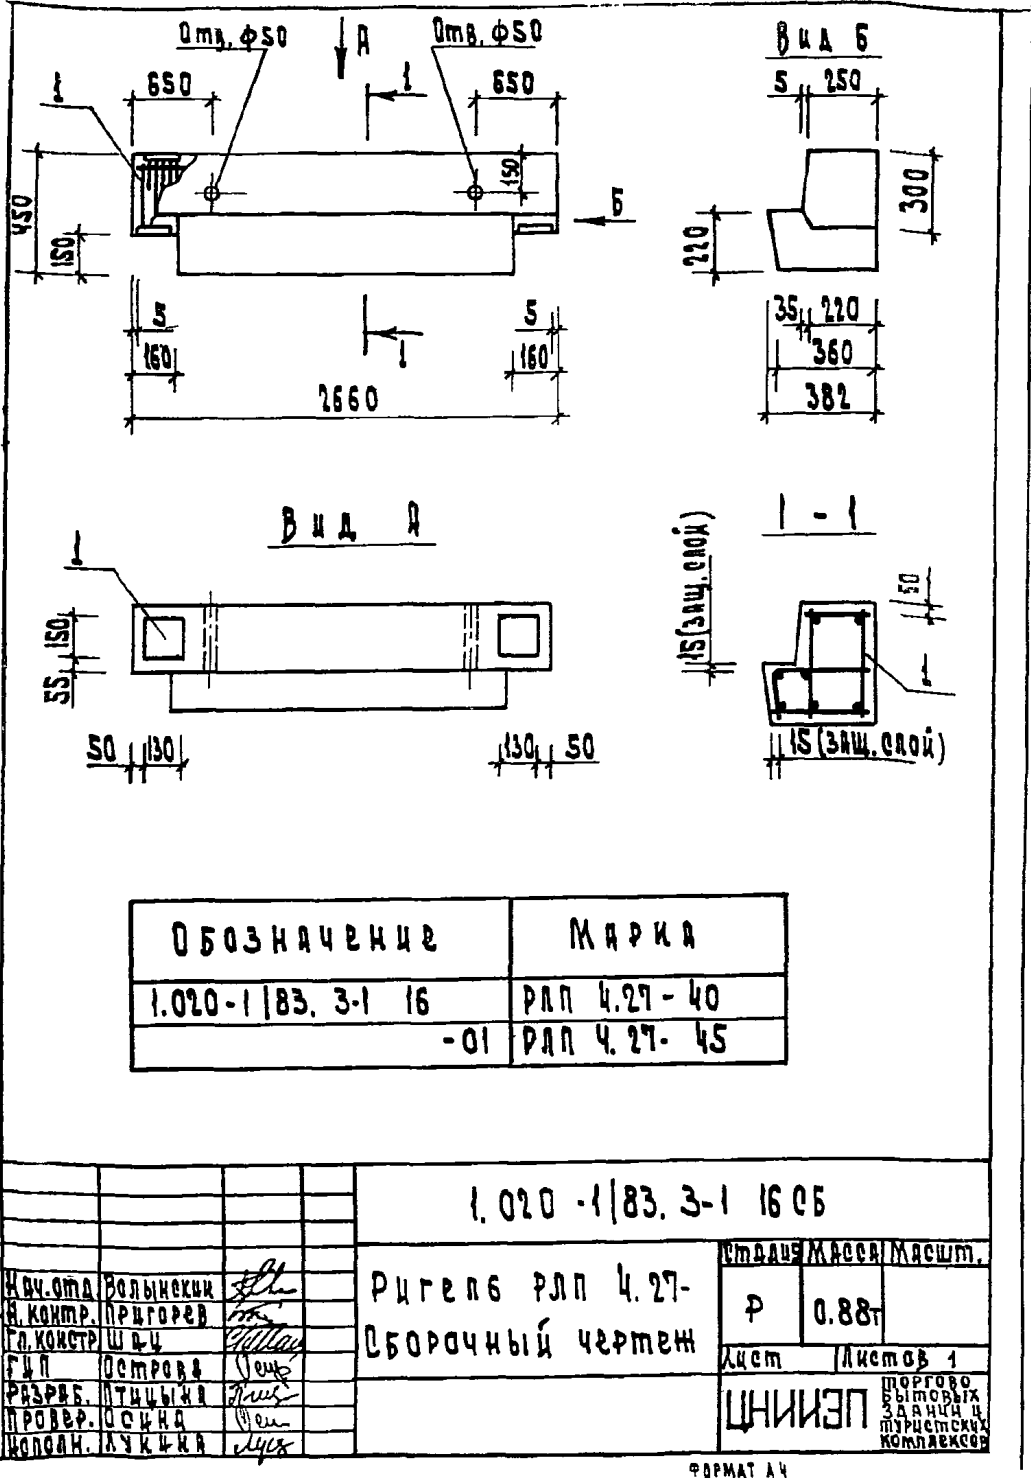 Отв. ф50
А
Отв. ф50
Вид Б
1
650
1
650
5
250
450
150
150
Б
300
220
5
5
160
1
160
2660
35
220
360
382
Вид А
1-1
1
150
55
50
130
130
50
15 (защ. слой)
50
1
15 (защ. слой)
Обозначение
Марка
1.020-1/83. 3-1 16
РЛП 4.27-40
-01
РЛП 4.27-45
1.020-1/83. 3-1 16 СБ
Нач.отд Волынский
Н.контр. Пригорев
Гл.констр Шац
ГИП Острова
Разраб. Птицына
Провер. Осина
Исполн. Лукина
Ригель РЛП 4.27-
Сборочный чертеж
Стадия Масса Масшт.
Р 0.88т
Лист Листов 1
ЦНИИЭП
торгово
бытовых
зданий и
туристских
комплексов
Формат А4